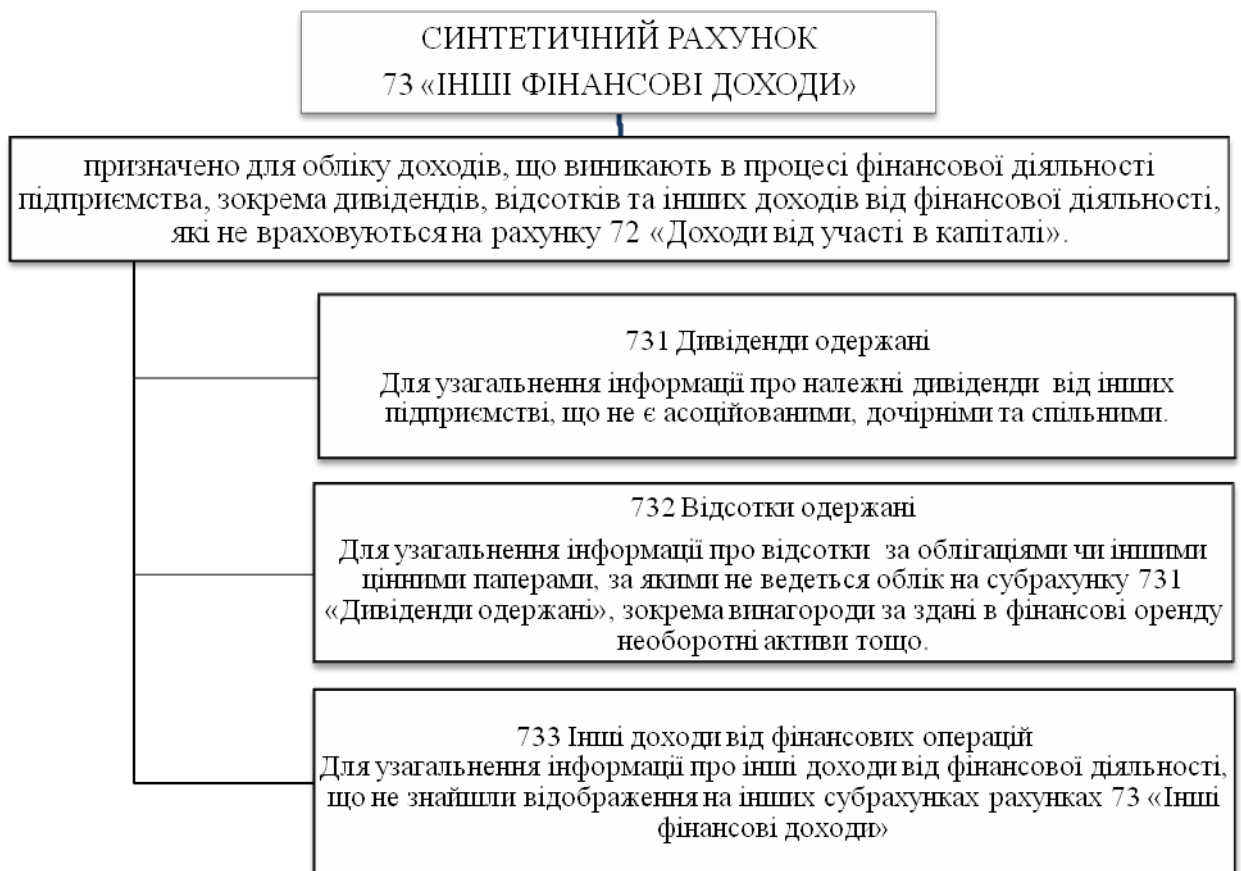 СИНТЕТИЧНИЙ РАХУНОК
73 «ІНШІ ФІНАНСОВІ ДОХОДИ»
призначено для обліку доходів, що виникають в процесі фінансової діяльності
підприємства, зокрема дивідендів, відсотків та інших доходів від фінансової діяльності,
які не враховуються на рахунку 72 «Доходи від участі в капіталі».
731 Дивіденди одержані
Для узагальнення інформації про належні дивіденди від інших
підприємстві, що не є асоційованими, дочірніми та спільними.
732 Відсотки одержані
Для узагальнення інформації про відсотки за облігаціями чи іншими
цінними паперами, за якими не ведеться облік на субрахунку 731
«Дивіденди одержані», зокрема винагороди за здані в фінансові оренду
необоротні активи тощо.
733 Інші доходи від фінансових операцій
Для узагальнення інформації про інші доходи від фінансової діяльності,
що не знайшли відображення на інших субрахунках рахунках 73 «Інші
фінансові доходи»